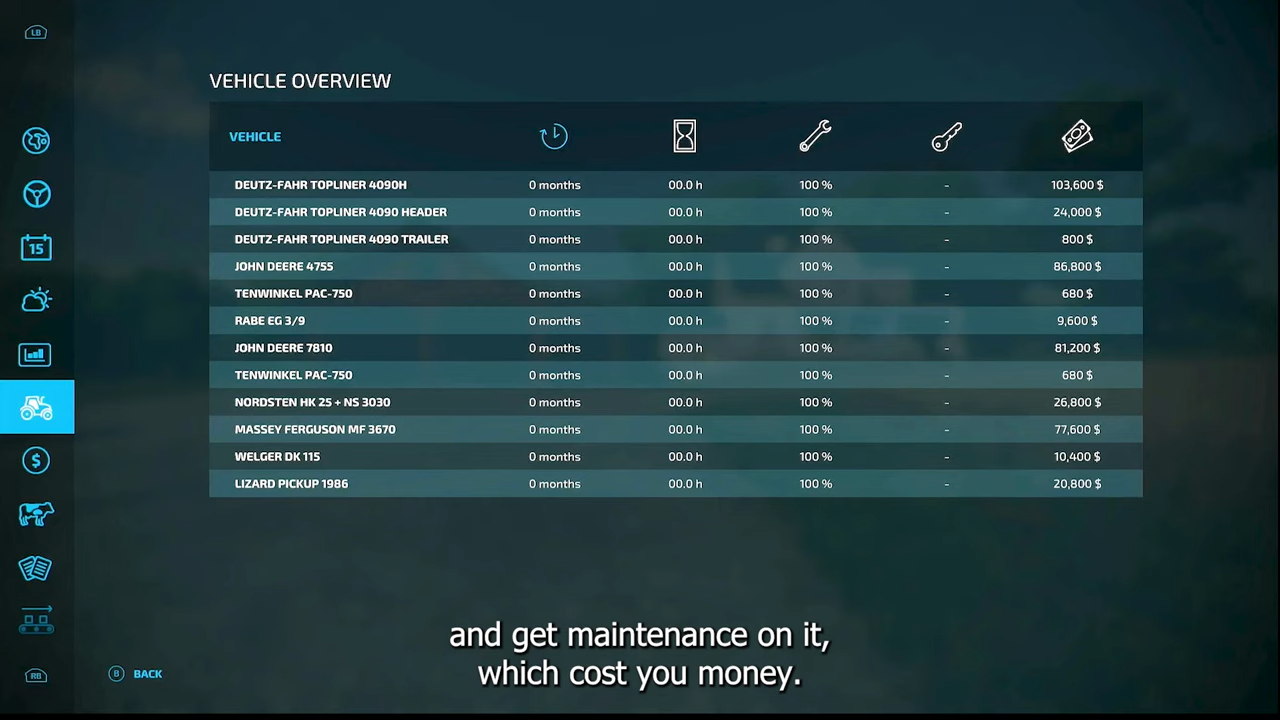 LB
VEHICLE OVERVIEW
VEHICLE
DEUTZ-FAHR TOPLINER 4090H 0 months 00.0 h 100 % - 103,600 $
DEUTZ-FAHR TOPLINER 4090 HEADER 0 months 00.0 h 100 % - 24,000 $
DEUTZ-FAHR TOPLINER 4090 TRAILER 0 months 00.0 h 100 % - 800 $
JOHN DEERE 4755 0 months 00.0 h 100 % - 86,800 $
TENWINKEL PAC-750 0 months 00.0 h 100 % - 680 $
RABE EG 3/9 0 months 00.0 h 100 % - 9,600 $
JOHN DEERE 7810 0 months 00.0 h 100 % - 81,200 $
TENWINKEL PAC-750 0 months 00.0 h 100 % - 680 $
NORDSTEN HK 25 + NS 3030 0 months 00.0 h 100 % - 26,800 $
MASSEY FERGUSON MF 3670 0 months 00.0 h 100 % - 77,600 $
WELGER DK 115 0 months 00.0 h 100 % - 10,400 $
LIZARD PICKUP 1986 0 months 00.0 h 100 % - 20,800 $
15
$
RB
B BACK
and get maintenance on it,
which cost you money.